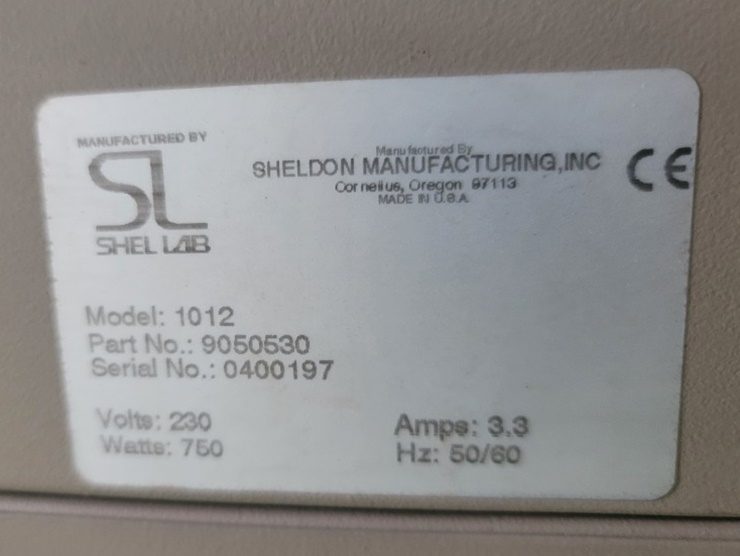 MANUFACTURED BY
SL
SHEL LAB
Manufactured By
SHELDON MANUFACTURING,INC
Cornelius, Oregon 97113
MADE IN U.S.A.
CE
Model: 1012
Part No.: 9050530
Serial No.: 0400197
Volts: 230
Watts: 750
Amps: 3.3
Hz: 50/60